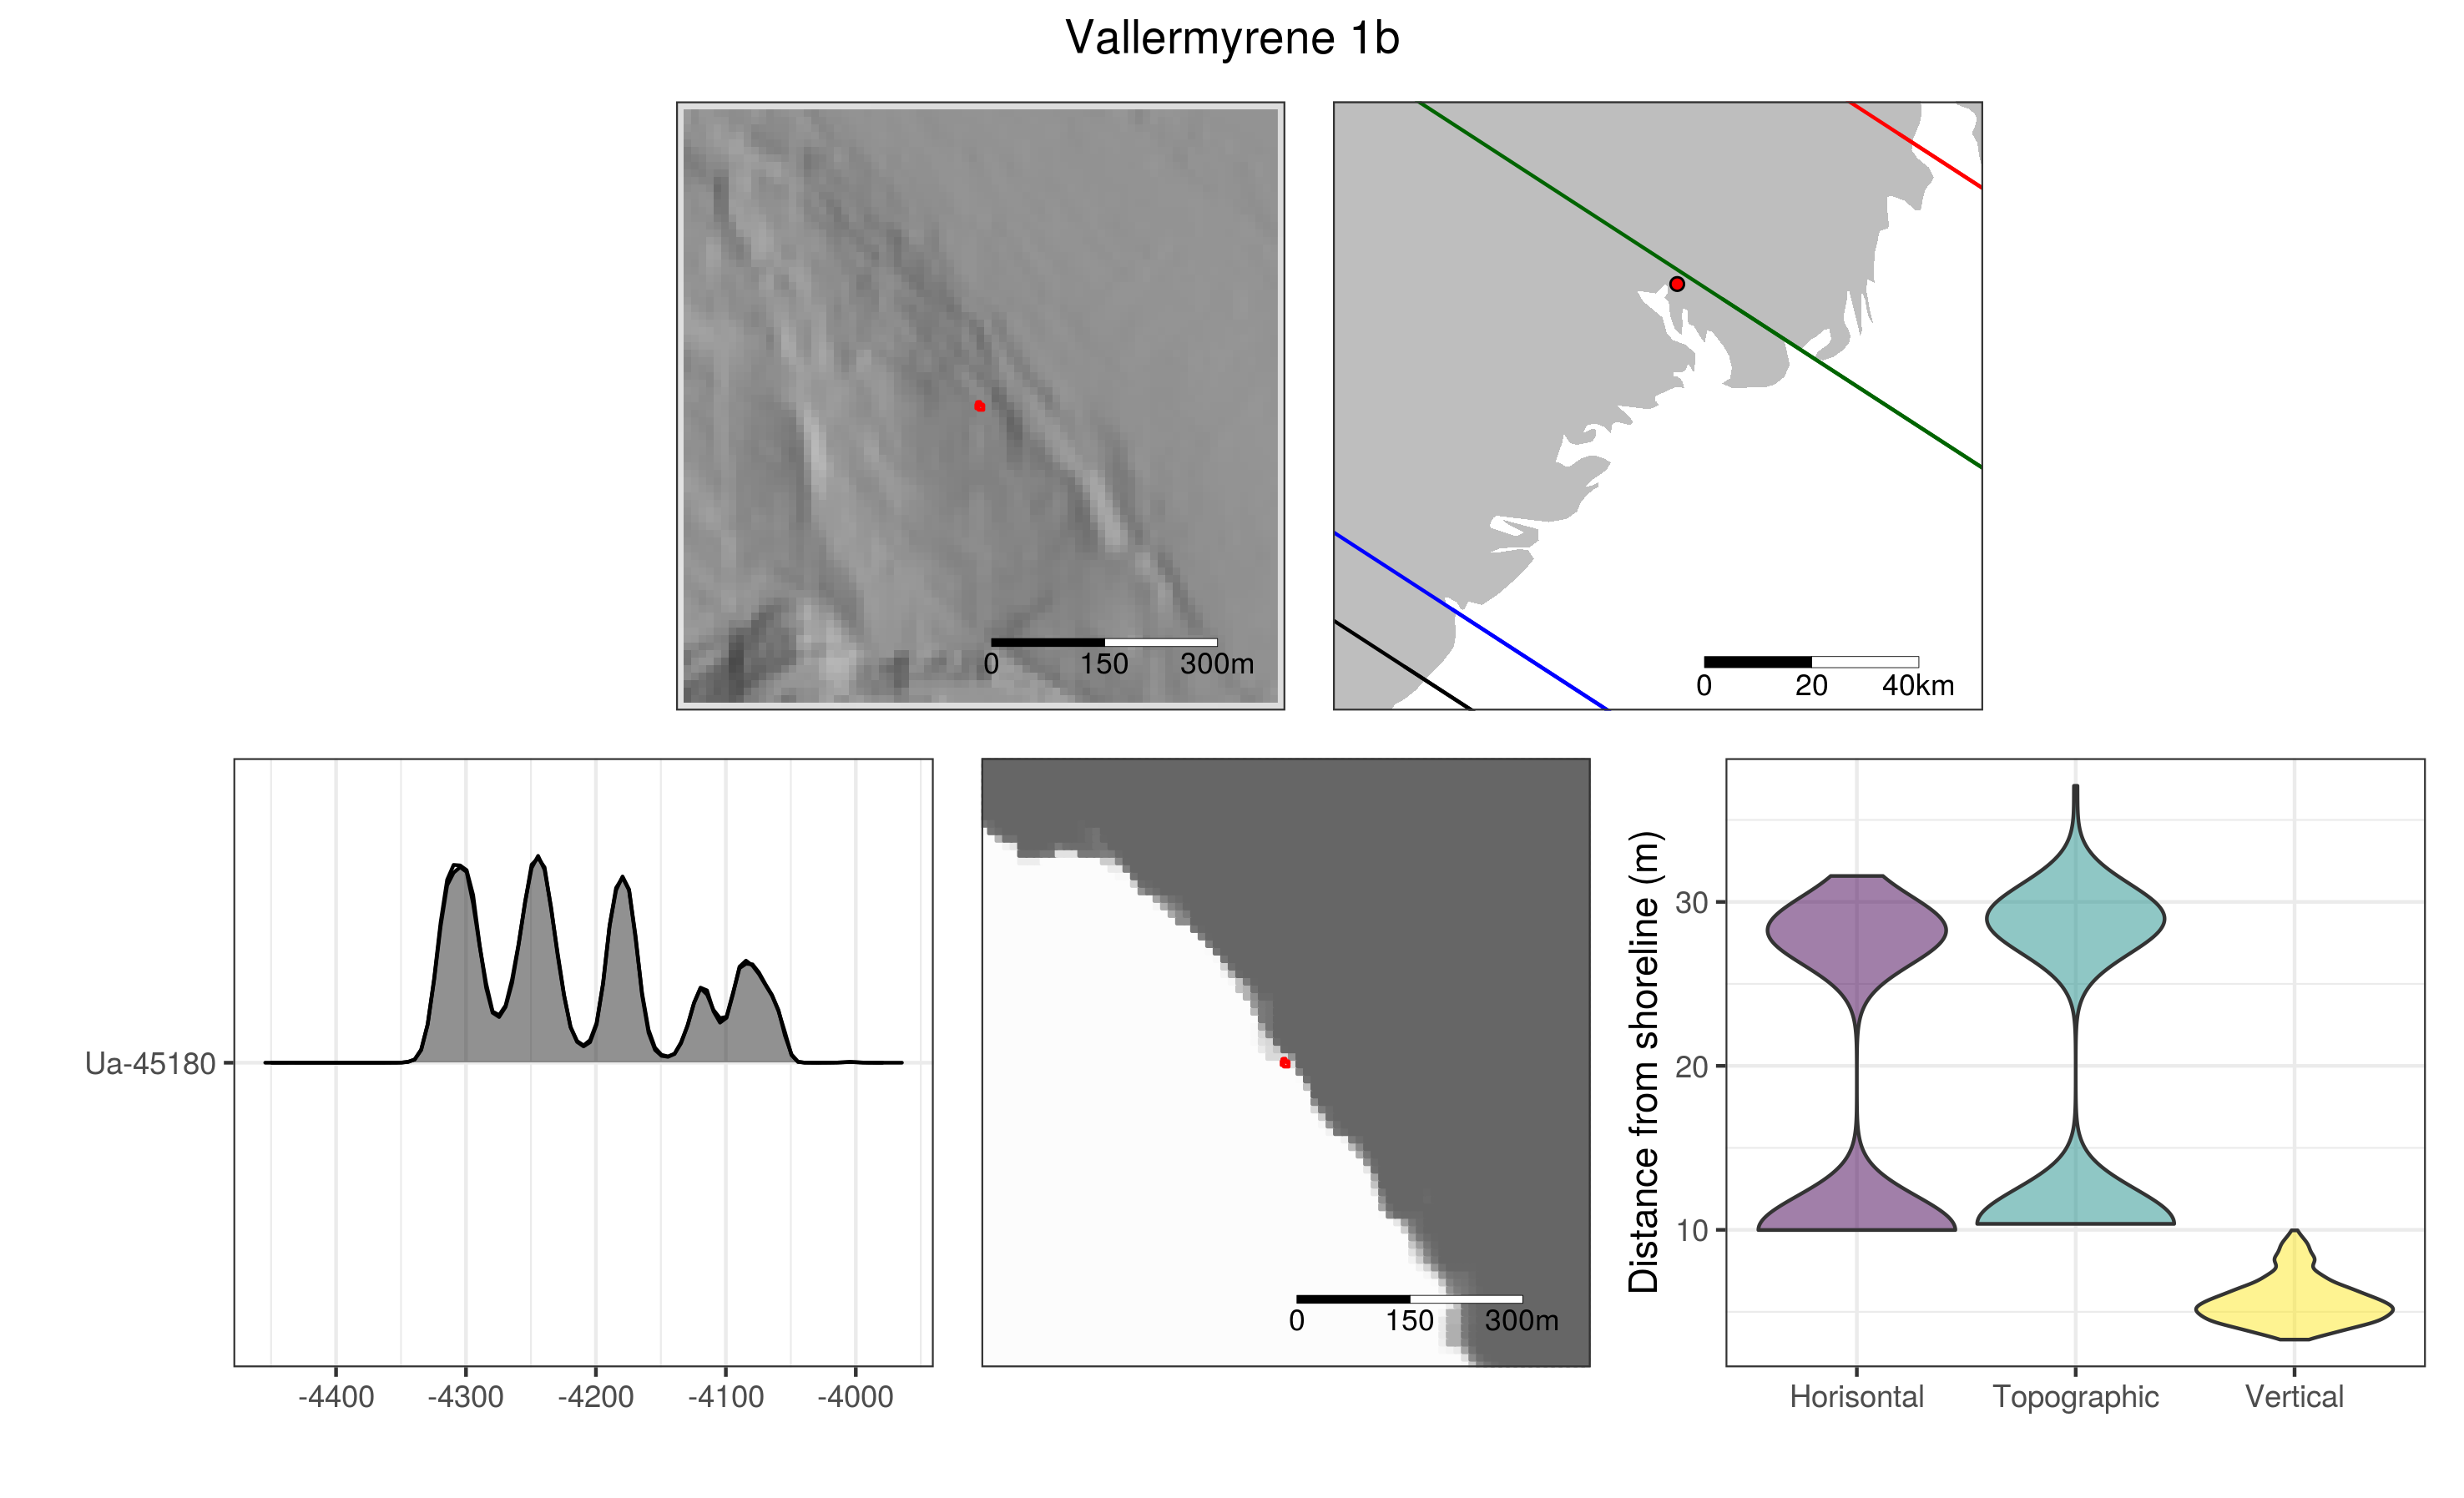 Vallermyrene 1b
0 150 300m
0 20 40km
Ua-45180
-4400 -4300 -4200 -4100 -4000
0 150 300m
Distance from shoreline (m)
30
20
10
Horisontal Topographic Vertical